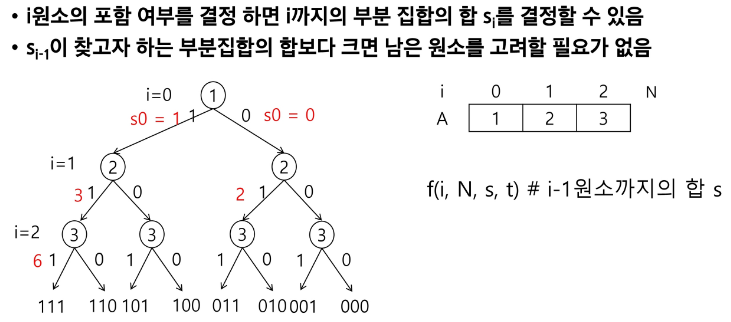 • i원소의 포함 여부를 결정 하면 i까지의 부분 집합의 합 si를 결정할 수 있음
• si-1이 찾고자 하는 부분집합의 합보다 크면 남은 원소를 고려할 필요가 없음
i=0 1
s0 = 1 1 0 s0 = 0
i=1 2 2
3 1 0 2 1 0
i=2 3 3 3 3
6 1 0 1 0 1 0 1 0
111 110 101 100 011 010 001 000
i 0 1 2 N
A 1 2 3
f(i, N, s, t) # i-1원소까지의 합 s